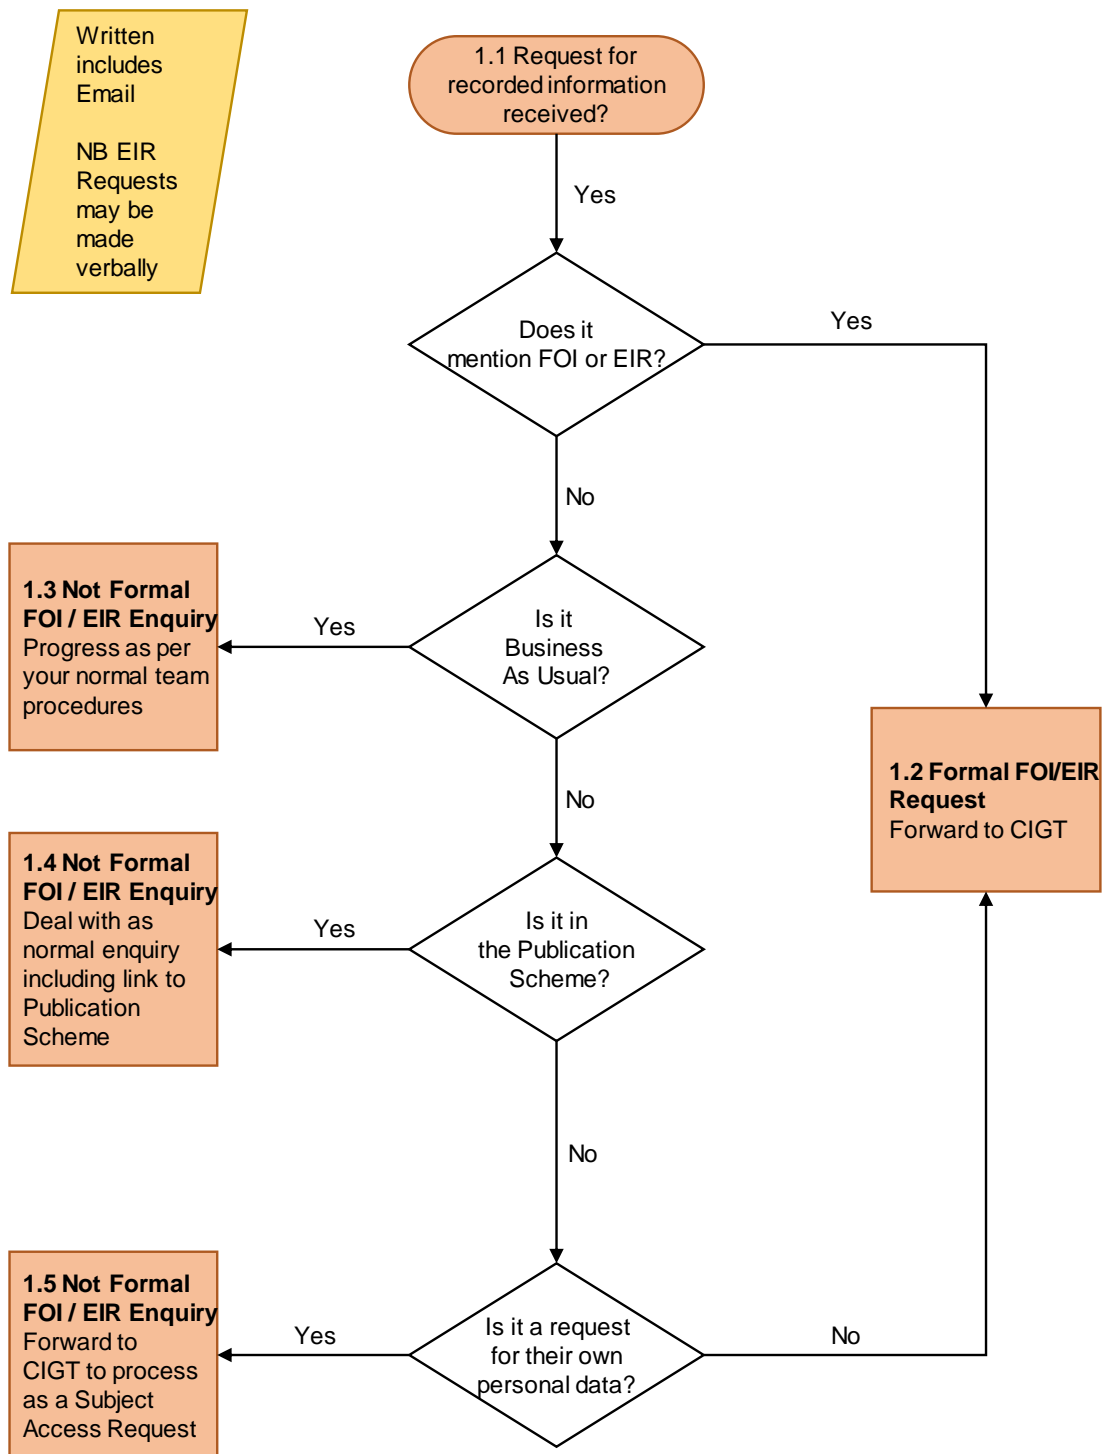 Written
includes
Email
NB EIR
Requests
may be
made
verbally
1.1 Request for
recorded information
received?
Yes
Does it
mention FOI or EIR?
Yes
No
1.3 Not Formal
FOI / EIR Enquiry
Progress as per
your normal team
procedures
Yes
Is it
Business
As Usual?
1.2 Formal FOI/EIR
Request
Forward to CIGT
No
1.4 Not Formal
FOI / EIR Enquiry
Deal with as
normal enquiry
including link to
Publication
Scheme
Yes
Is it in
the Publication
Scheme?
No
1.5 Not Formal
FOI / EIR Enquiry
Forward to
CIGT to process
as a Subject
Access Request
Yes
Is it a request
for their own
personal data?
No